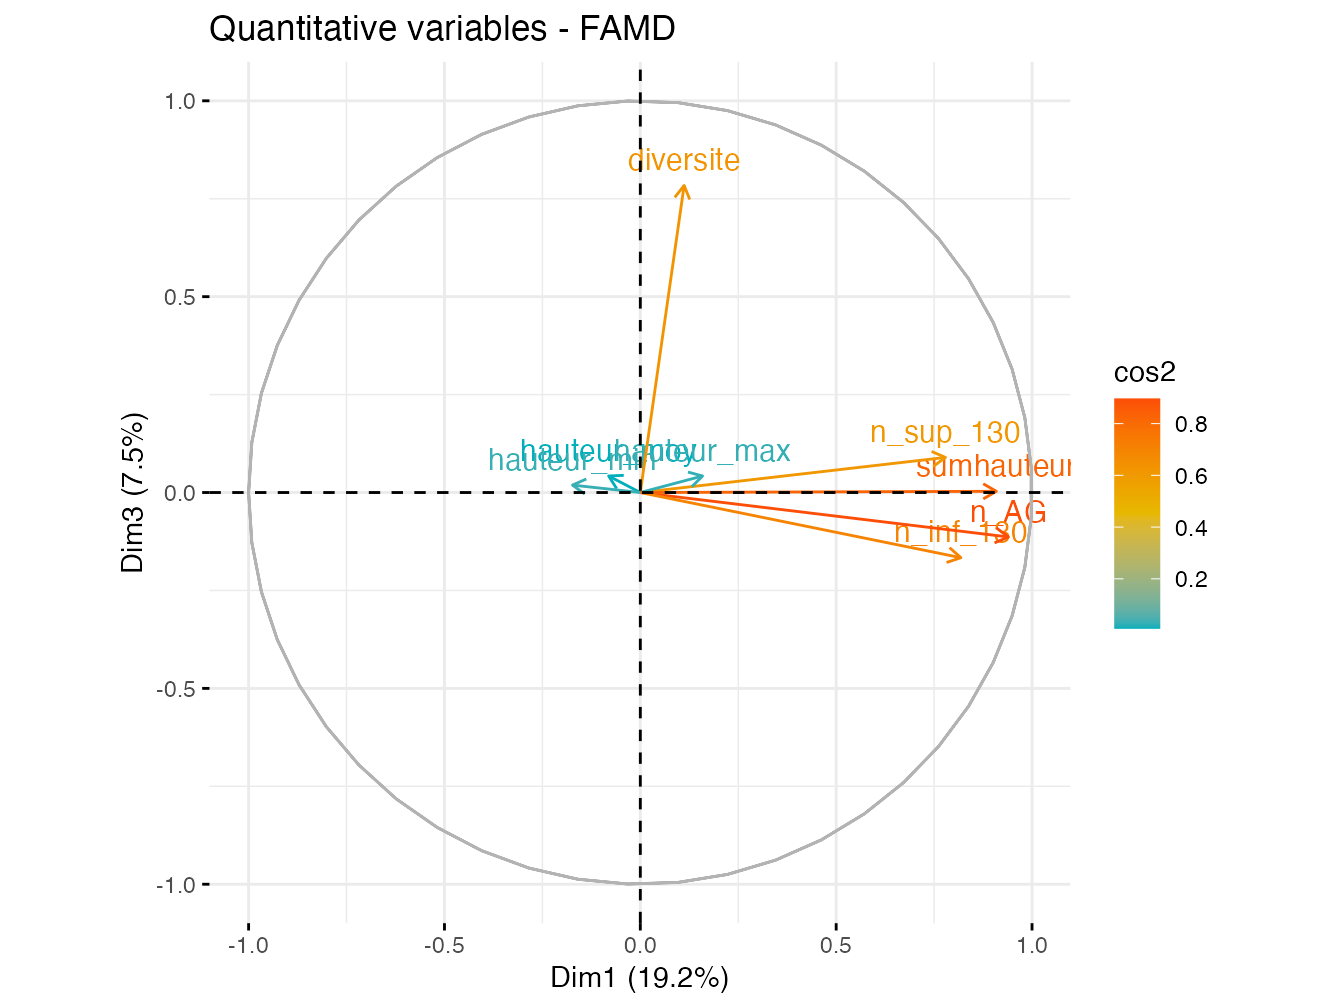 Quantitative variables - FAMD
1.0
0.5
0.0
-0.5
-1.0
Dim3 (7.5%)
diversite
n_sup_130
hauteur_moy
hauteur_max
hauteur_min
sumhauteur
n_AG
n_inf_130
-1.0
-0.5
0.0
0.5
1.0
Dim1 (19.2%)
cos2
0.8
0.6
0.4
0.2